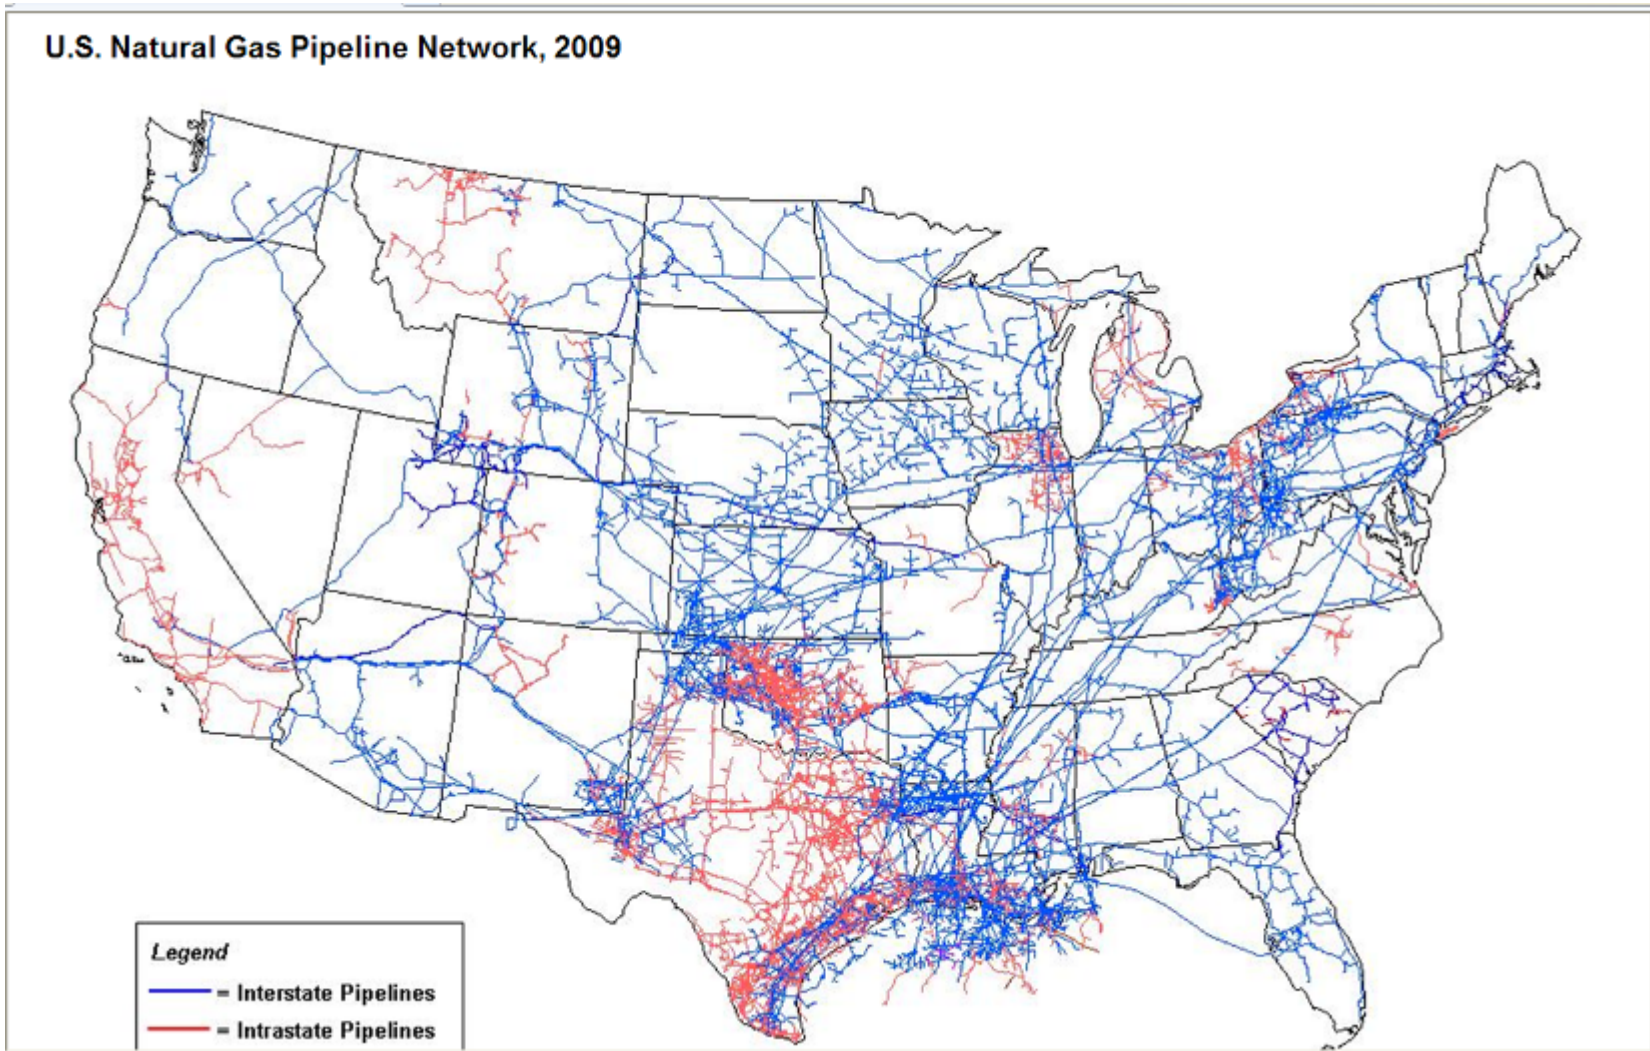 U.S. Natural Gas Pipeline Network, 2009
Legend
= Interstate Pipelines
= Intrastate Pipelines